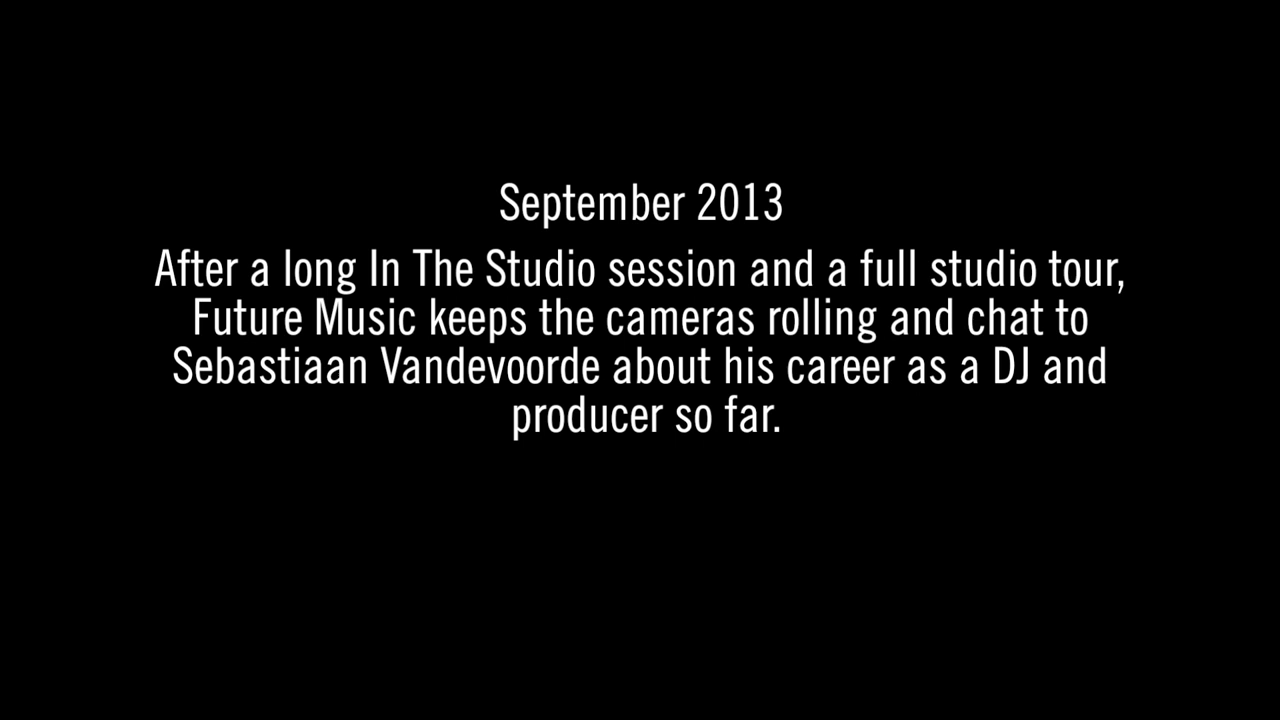 September 2013
After a long In The Studio session and a full studio tour,
Future Music keeps the cameras rolling and chat to
Sebastiaan Vandevoorde about his career as a DJ and
producer so far.